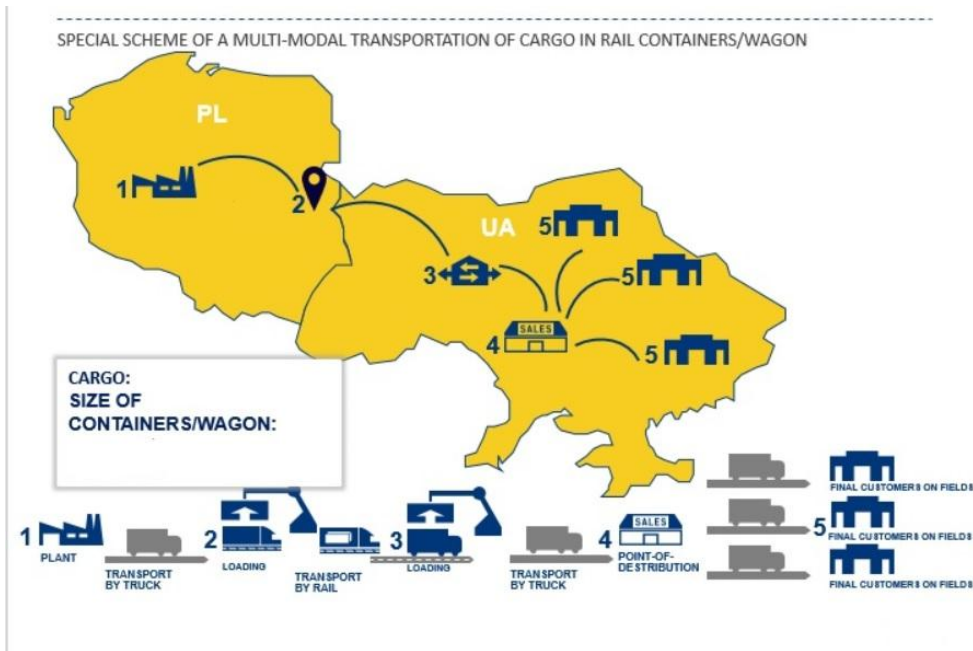 SPECIAL SCHEME OF A MULTI-MODAL TRANSPORTATION OF CARGO IN RAIL CONTAINERS/WAGON
PL
1
2
UA
5
3
5
SALES
4
5
CARGO:
SIZE OF
CONTAINERS/WAGON:
FINAL CUSTOMERS ON FIELDS
1
PLANT
TRANSPORT
BY TRUCK
2
LOADING
TRANSPORT
BY RAIL
3
LOADING
TRANSPORT
BY TRUCK
4
SALES
POINT-OF-
DESTRIBUTION
5
FINAL CUSTOMERS ON FIELDS
FINAL CUSTOMERS ON FIELDS